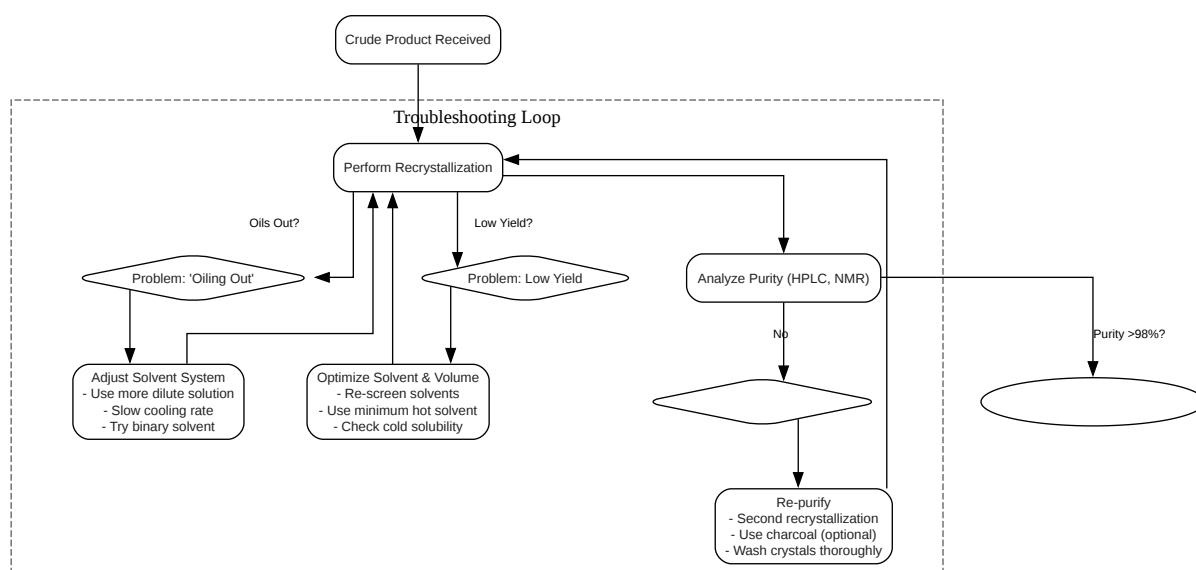 Crude Product Received
Troubleshooting Loop
Perform Recrystallization
Oils Out?
Low Yield?
Problem: 'Oiling Out'
Problem: Low Yield
Analyze Purity (HPLC, NMR)
No
Purity >98%?
Adjust Solvent System
- Use more dilute solution
- Slow cooling rate
- Try binary solvent
Optimize Solvent & Volume
- Re-screen solvents
- Use minimum hot solvent
- Check cold solubility
Re-purify
- Second recrystallization
- Use charcoal (optional)
- Wash crystals thoroughly